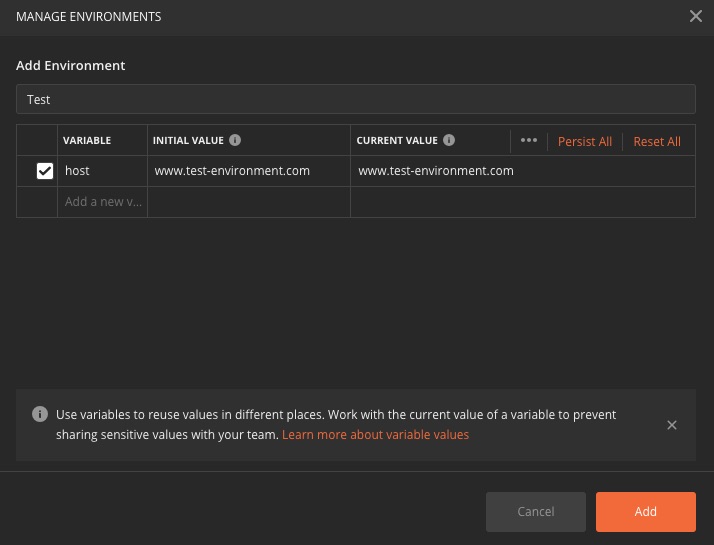 MANAGE ENVIRONMENTS
Add Environment
Test
VARIABLE INITIAL VALUE CURRENT VALUE ••• Persist All Reset All
host www.test-environment.com www.test-environment.com
Add a new v...
Use variables to reuse values in different places. Work with the current value of a variable to prevent
sharing sensitive values with your team. Learn more about variable values
Cancel Add